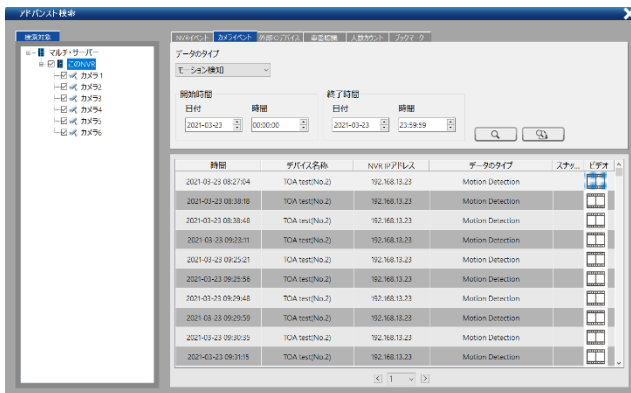 アドバンスト検索
検索対象
マルチ・サーバー
このNVR
カメラ1
カメラ2
カメラ3
カメラ4
カメラ5
カメラ6
NVRイベント カメライベント 外部I/Oデバイス 車番認識 人数カウント ブックマーク
データのタイプ
モーション検知
開始時間 終了時間
日付 時間 日付 時間
2021-03-23 00:00:00 2021-03-23 23:59:59
時間 デバイス名称 NVR IPアドレス データのタイプ スナッ... ビデオ
2021-03-23 08:27:04 TOA test(No.2) 192.168.13.23 Motion Detection
2021-03-23 08:38:18 TOA test(No.2) 192.168.13.23 Motion Detection
2021-03-23 08:38:48 TOA test(No.2) 192.168.13.23 Motion Detection
2021-03-23 09:23:11 TOA test(No.2) 192.168.13.23 Motion Detection
2021-03-23 09:25:21 TOA test(No.2) 192.168.13.23 Motion Detection
2021-03-23 09:25:56 TOA test(No.2) 192.168.13.23 Motion Detection
2021-03-23 09:29:48 TOA test(No.2) 192.168.13.23 Motion Detection
2021-03-23 09:29:59 TOA test(No.2) 192.168.13.23 Motion Detection
2021-03-23 09:30:35 TOA test(No.2) 192.168.13.23 Motion Detection
2021-03-23 09:31:15 TOA test(No.2) 192.168.13.23 Motion Detection
1